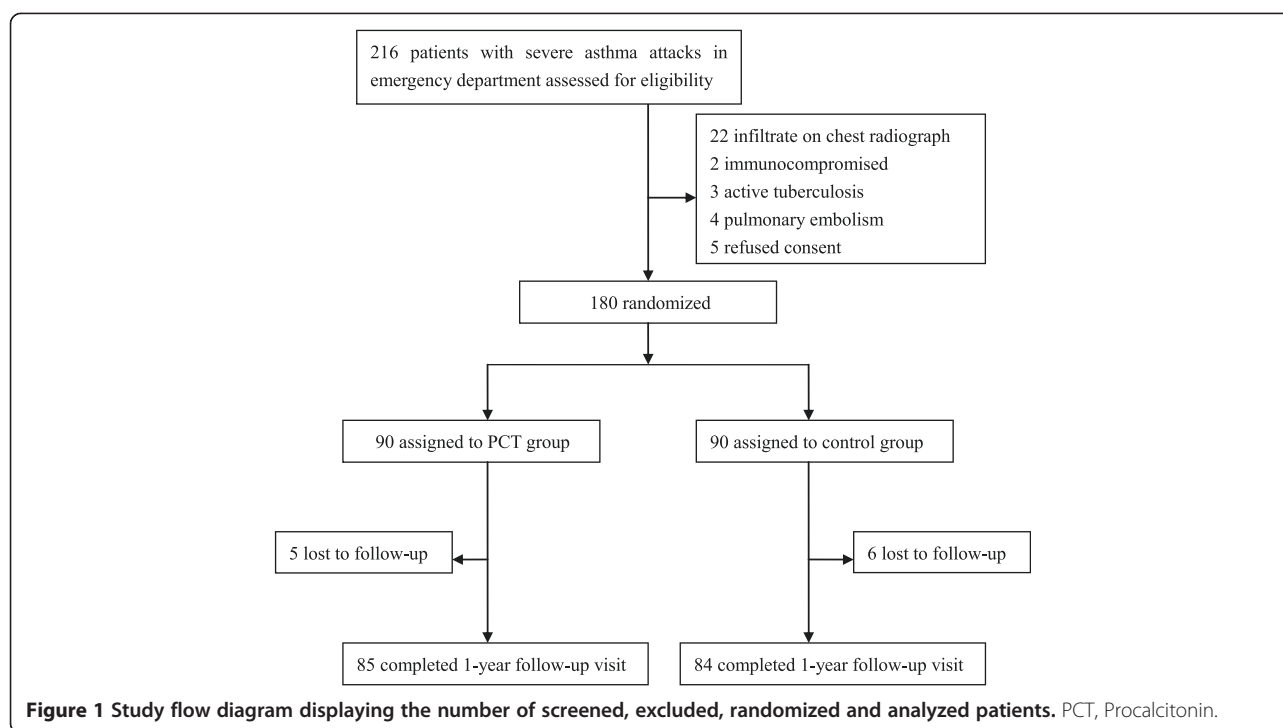 216 patients with severe asthma attacks in
emergency department assessed for eligibility
22 infiltrate on chest radiograph
2 immunocompromised
3 active tuberculosis
4 pulmonary embolism
5 refused consent
180 randomized
90 assigned to PCT group
90 assigned to control group
5 lost to follow-up
6 lost to follow-up
85 completed 1-year follow-up visit
84 completed 1-year follow-up visit
Figure 1 Study flow diagram displaying the number of screened, excluded, randomized and analyzed patients. PCT, Procalcitonin.